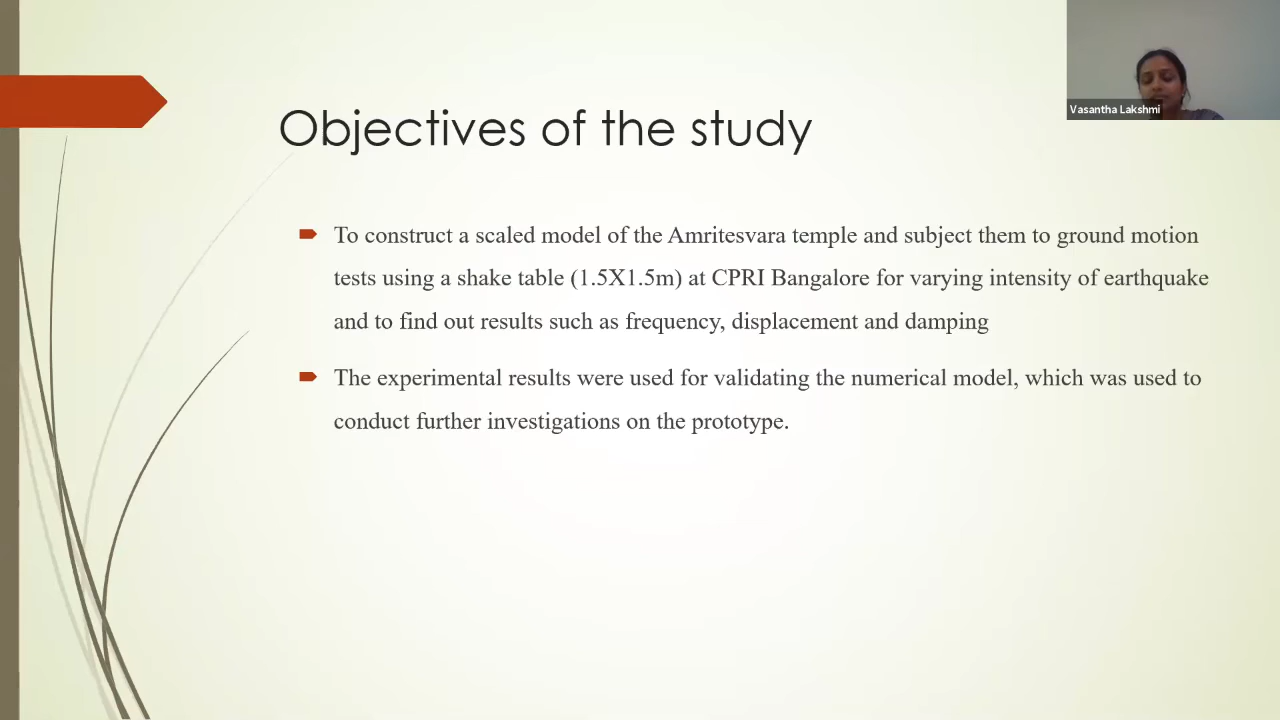 Vasantha Lakshmi
Objectives of the study
To construct a scaled model of the Amritesvara temple and subject them to ground motion
tests using a shake table (1.5X1.5m) at CPRI Bangalore for varying intensity of earthquake
and to find out results such as frequency, displacement and damping
The experimental results were used for validating the numerical model, which was used to
conduct further investigations on the prototype.